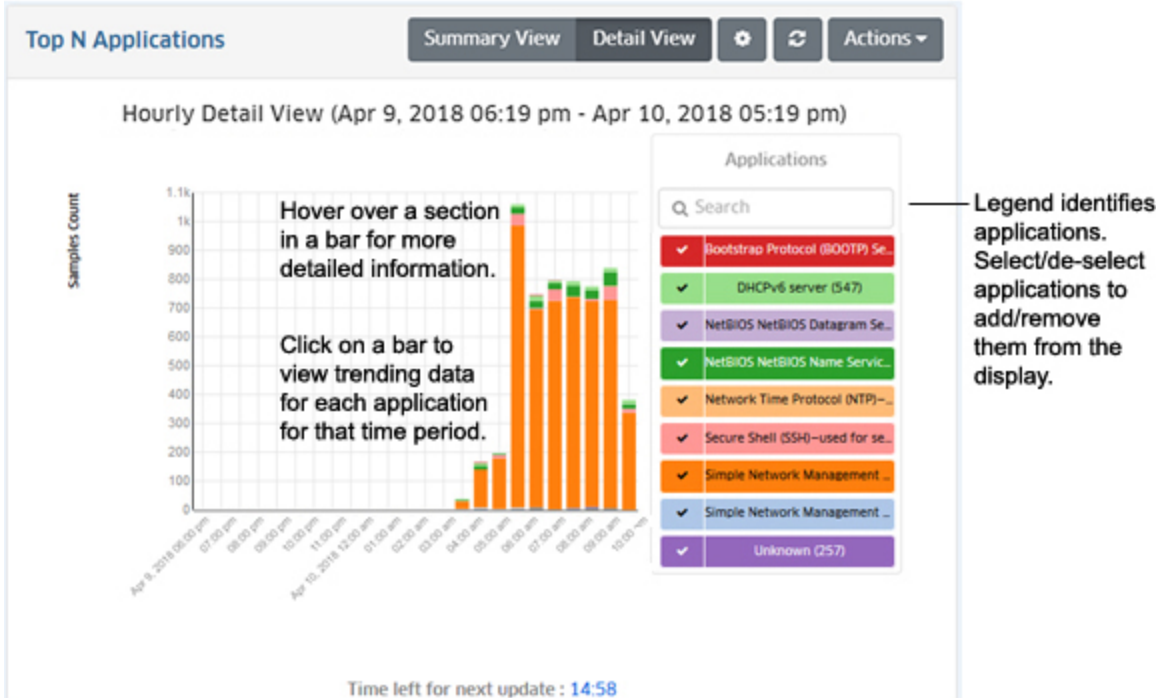 Top N Applications
Summary View
Detail View
Actions
Hourly Detail View (Apr 9, 2018 06:19 pm - Apr 10, 2018 05:19 pm)
Samples Count
1.1k
1k
900
800
700
600
500
400
300
200
100
0
Apr 9, 2018 06:00 pm
07:00 pm
08:00 pm
09:00 pm
10:00 pm
11:00 pm
Apr 10, 2018 12:00 am
01:00 am
02:00 am
03:00 am
04:00 am
05:00 am
06:00 am
07:00 am
08:00 am
09:00 am
10:00
Hover over a section
in a bar for more
detailed information.
Click on a bar to
view trending data
for each application
for that time period.
Applications
Search
Bootstrap Protocol (BOOTP) Se...
DHCPv6 server (547)
NetBIOS NetBIOS Datagram Se...
NetBIOS NetBIOS Name Servic...
Network Time Protocol (NTP)—...
Secure Shell (SSH)—used for se...
Simple Network Management ...
Simple Network Management ...
Unknown (257)
Legend identifies
applications.
Select/de-select
applications to
add/remove
them from the
display.
Time left for next update : 14:58